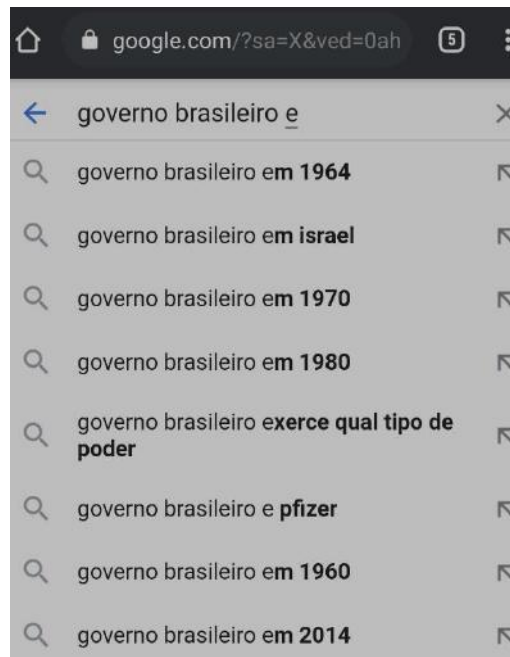 google.com/?sa=X&ved=0ah
5
governo brasileiro e
governo brasileiro em 1964
governo brasileiro em israel
governo brasileiro em 1970
governo brasileiro em 1980
governo brasileiro exerce qual tipo de
poder
governo brasileiro e pfizer
governo brasileiro em 1960
governo brasileiro em 2014